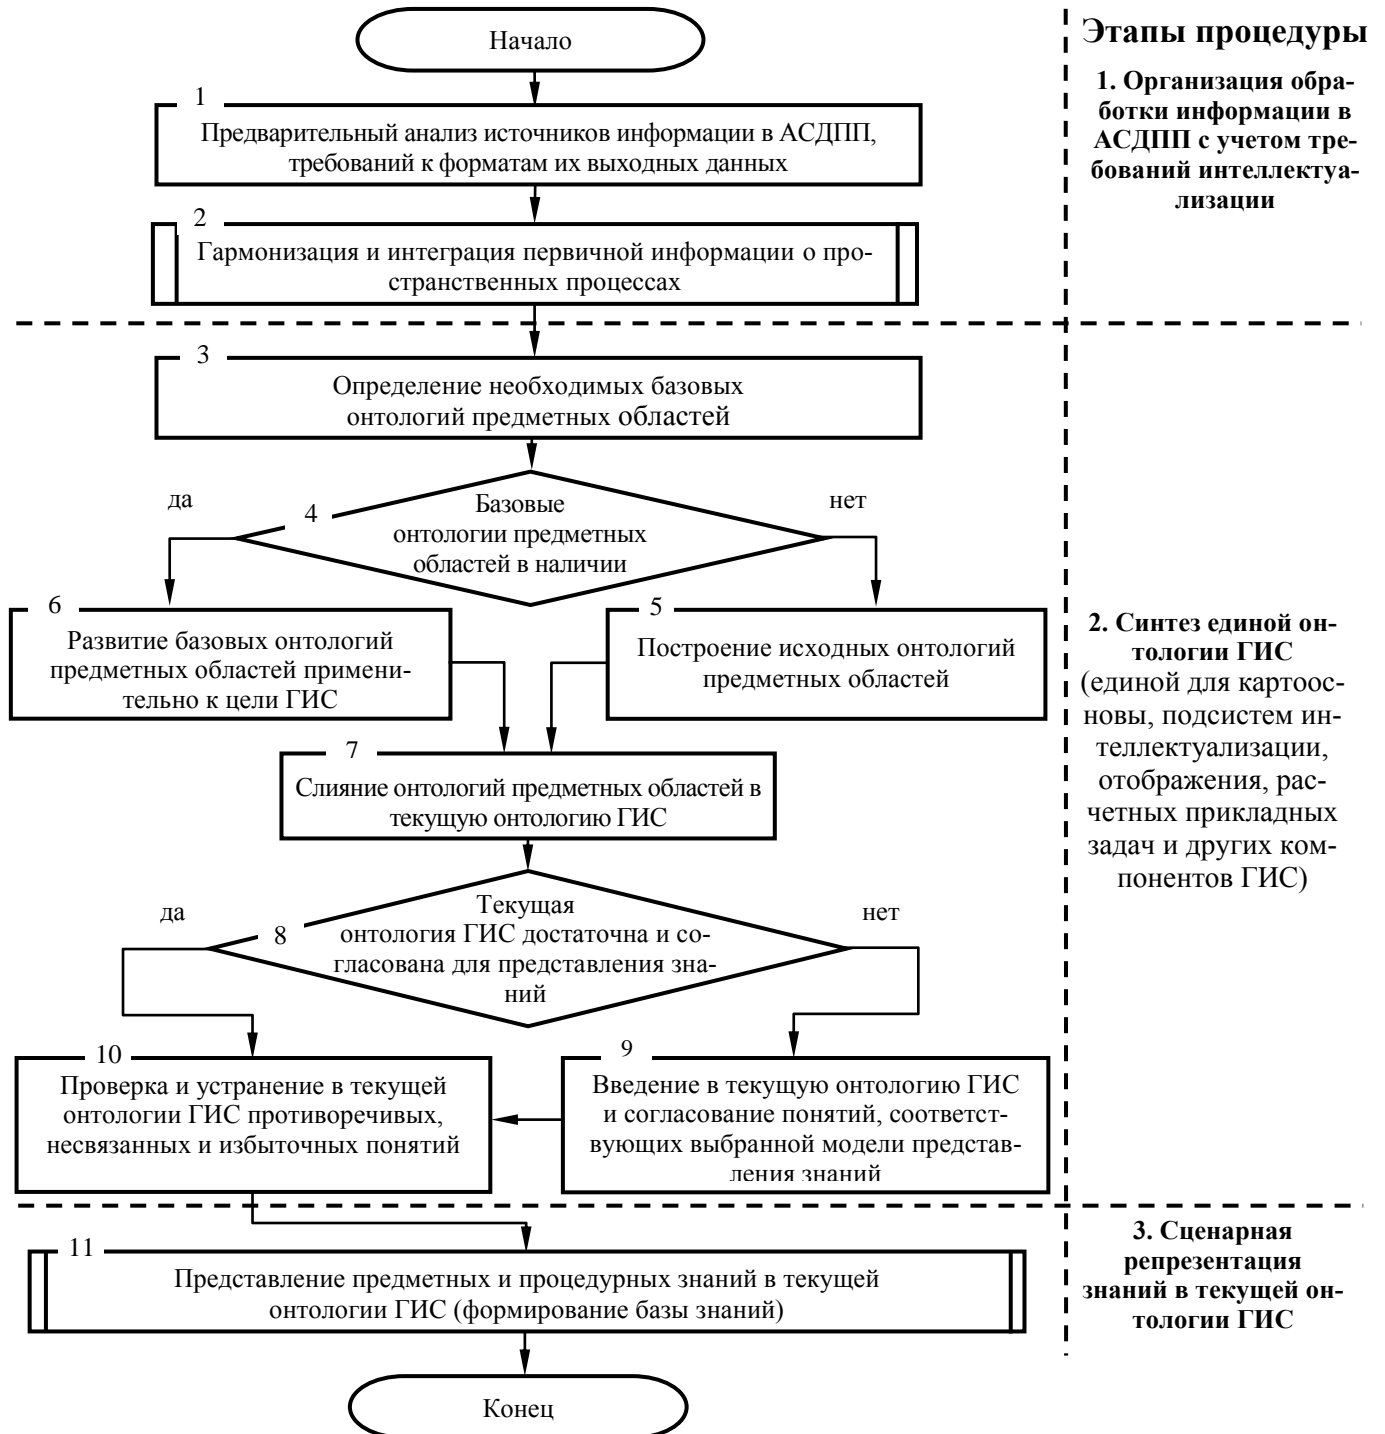 Начало
Этапы процедуры
1. Организация обра-
ботки информации в
АСДПП с учетом тре-
бований интеллектуа-
лизации
1
Предварительный анализ источников информации в АСДПП,
требований к форматам их выходных данных
2
Гармонизация и интеграция первичной информации о про-
странственных процессах
3
Определение необходимых базовых
онтологий предметных областей
да
нет
4
Базовые
онтологии предметных
областей в наличии
6
Развитие базовых онтологий
предметных областей примени-
тельно к цели ГИС
5
Построение исходных онтологий
предметных областей
2. Синтез единой он-
тологии ГИС
(единой для картоос-
новы, подсистем ин-
теллектуализации,
отображения, рас-
четных прикладных
задач и других ком-
понентов ГИС)
7
Слияние онтологий предметных областей в
текущую онтологию ГИС
да
нет
8
Текущая
онтология ГИС достаточна и со-
гласована для представления зна-
ний
10
Проверка и устранение в текущей
онтологии ГИС противоречивых,
несвязанных и избыточных понятий
9
Введение в текущую онтологию ГИС
и согласование понятий, соответст-
вующих выбранной модели представ-
ления знаний
3. Сценарная
репрезентация
знаний в текущей он-
тологии ГИС
11
Представление предметных и процедурных знаний в текущей
онтологии ГИС (формирование базы знаний)
Конец